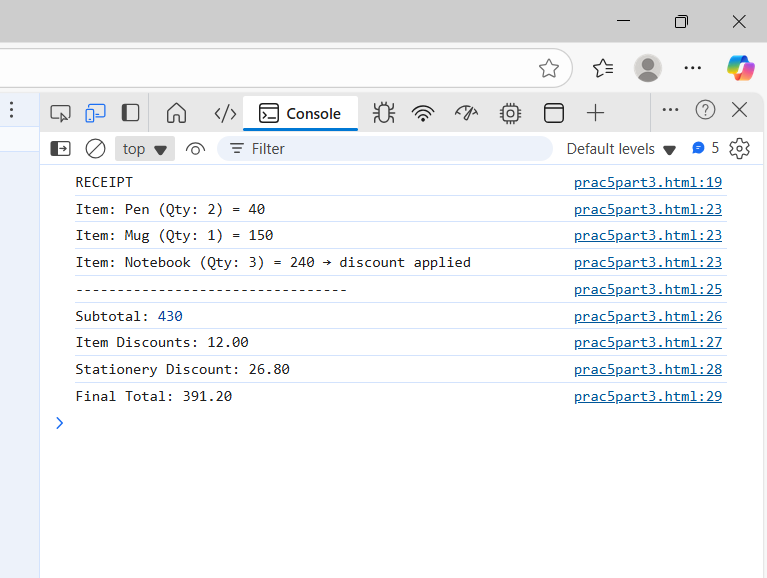 Console
top Filter Default levels 5
RECEIPT prac5part3.html:19
Item: Pen (Qty: 2) = 40 prac5part3.html:23
Item: Mug (Qty: 1) = 150 prac5part3.html:23
Item: Notebook (Qty: 3) = 240 → discount applied prac5part3.html:23
--------------------------------- prac5part3.html:25
Subtotal: 430 prac5part3.html:26
Item Discounts: 12.00 prac5part3.html:27
Stationery Discount: 26.80 prac5part3.html:28
Final Total: 391.20 prac5part3.html:29